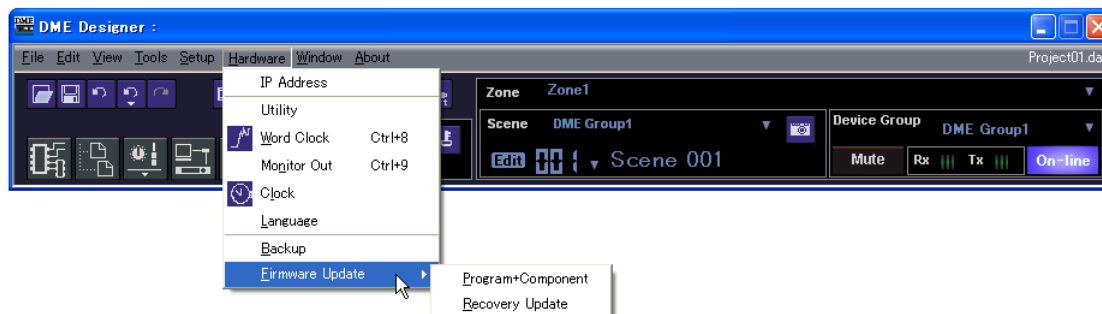 DME Designer :
File Edit View Tools Setup Hardware Window About
Project01.da
IP Address
Utility
Word Clock Ctrl+8
Monitor Out Ctrl+9
Clock
Language
Backup
Firmware Update
Program+Component
Recovery Update
Zone Zone1
Scene DME Group1
Edit 001 Scene 001
Device Group DME Group1
Mute Rx Tx On-line